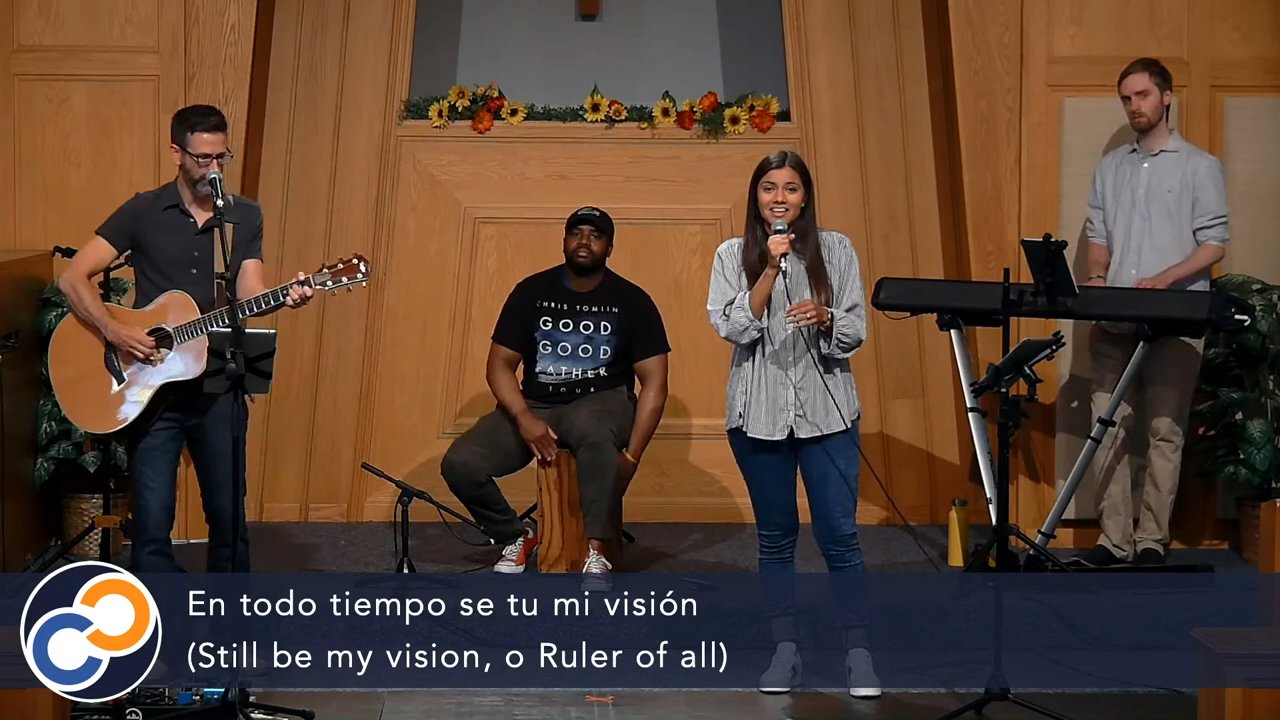 CHRIS TOMLIN
GOOD
GOOD
FATHER
TOUR
En todo tiempo se tu mi visión
(Still be my vision, o Ruler of all)